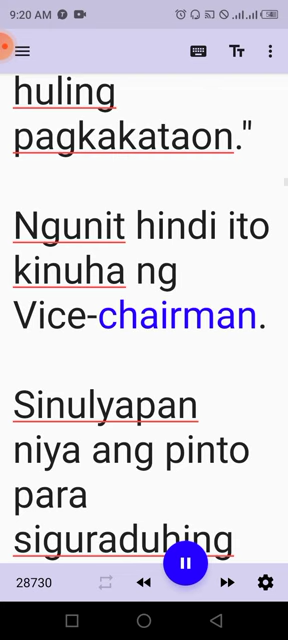 9:20 AM
huling
pagkakataon."
Ngunit hindi ito
kinuha ng
Vice-chairman.
Sinulyapan
niya ang pinto
para
siguraduhing
28730